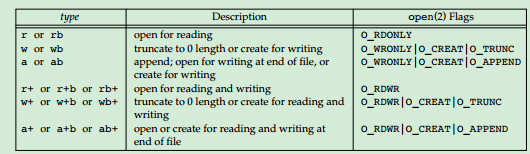 type Description open(2) Flags
r or rb open for reading O_RDONLY
w or wb truncate to 0 length or create for writing O_WRONLY|O_CREAT|O_TRUNC
a or ab append; open for writing at end of file, or O_WRONLY|O_CREAT|O_APPEND
create for writing
r+ or r+b or rb+ open for reading and writing O_RDWR
w+ or w+b or wb+ truncate to 0 length or create for reading and O_RDWR|O_CREAT|O_TRUNC
writing
a+ or a+b or ab+ open or create for reading and writing at O_RDWR|O_CREAT|O_APPEND
end of file